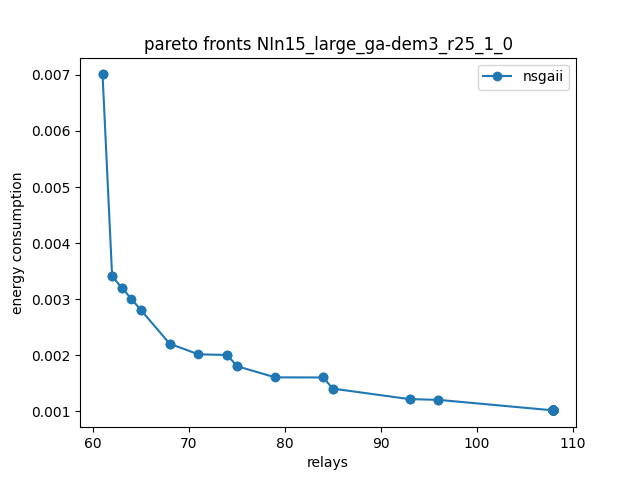 pareto fronts NIn15_large_ga-dem3_r25_1_0
nsgaii
0.007
0.006
0.005
0.004
0.003
0.002
0.001
energy consumption
60 70 80 90 100 110
relays